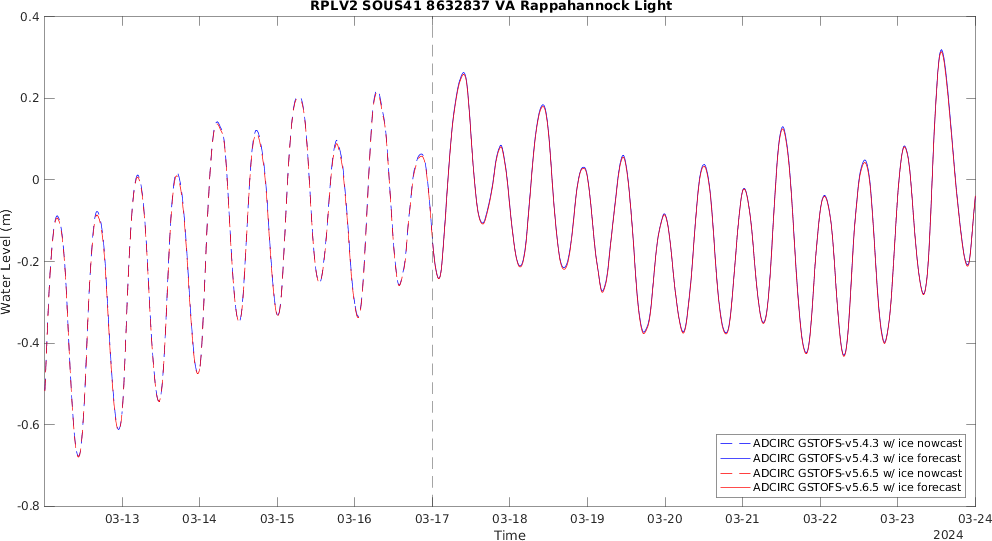 RPLV2 SOUS41 8632837 VA Rappahannock Light
0.4
0.2
0
-0.2
-0.4
-0.6
-0.8
Water Level (m)
ADCIRC GSTOFS-v5.4.3 w/ ice nowcast
ADCIRC GSTOFS-v5.4.3 w/ ice forecast
ADCIRC GSTOFS-v5.6.5 w/ ice nowcast
ADCIRC GSTOFS-v5.6.5 w/ ice forecast
03-13 03-14 03-15 03-16 03-17 03-18 03-19 03-20 03-21 03-22 03-23 03-24
Time
2024